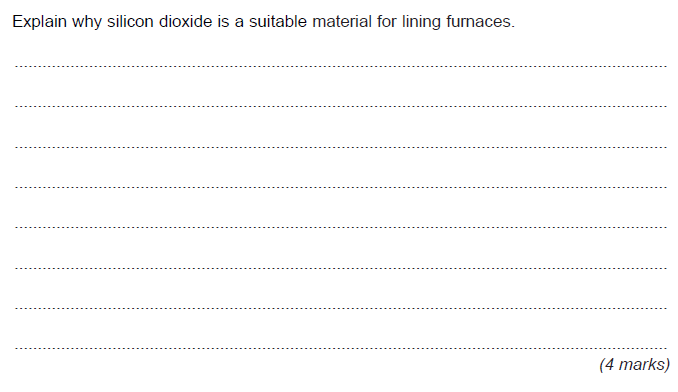 Explain why silicon dioxide is a suitable material for lining furnaces.
(4 marks)